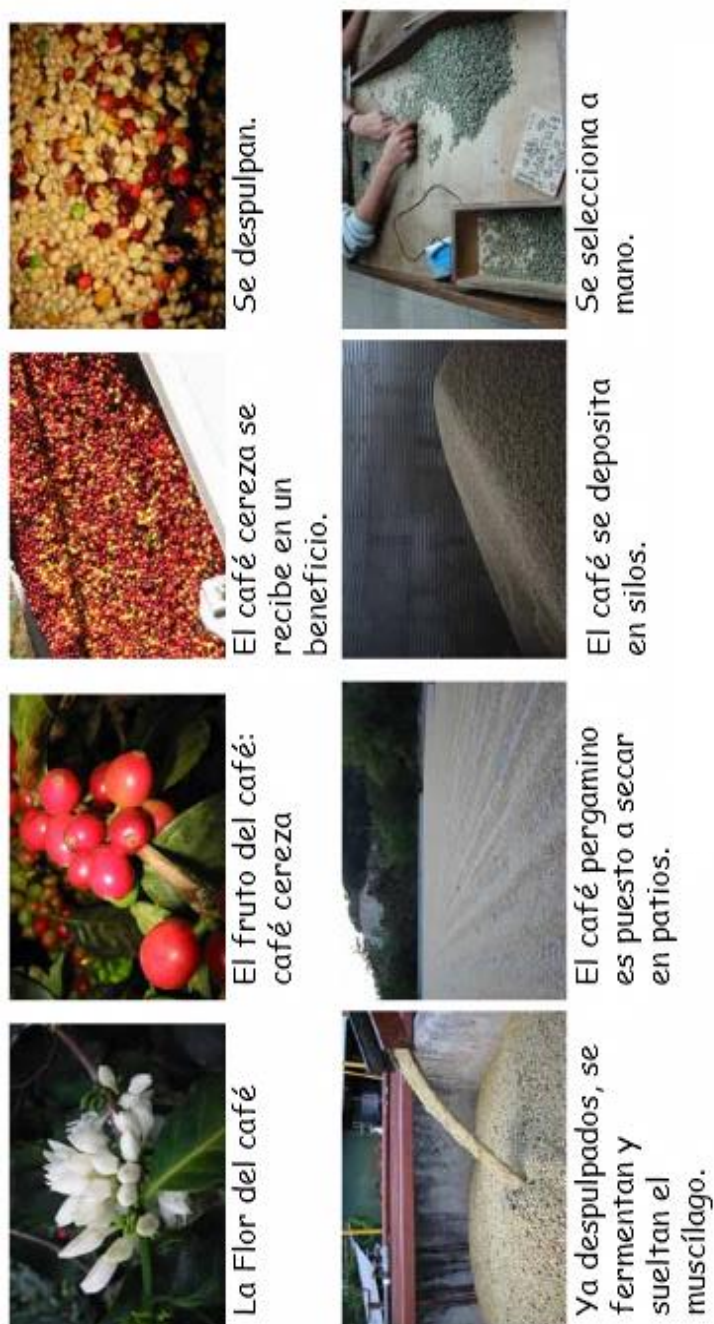 La Flor del café
El fruto del café:
café cereza
El café cereza se
recibe en un
beneficio.
Se despulpan.
Ya despulpados, se
fermentan y
sueltan el
muscílago.
El café pergamino
es puesto a secar
en patios.
El café se deposita
en silos.
Se selecciona a
mano.